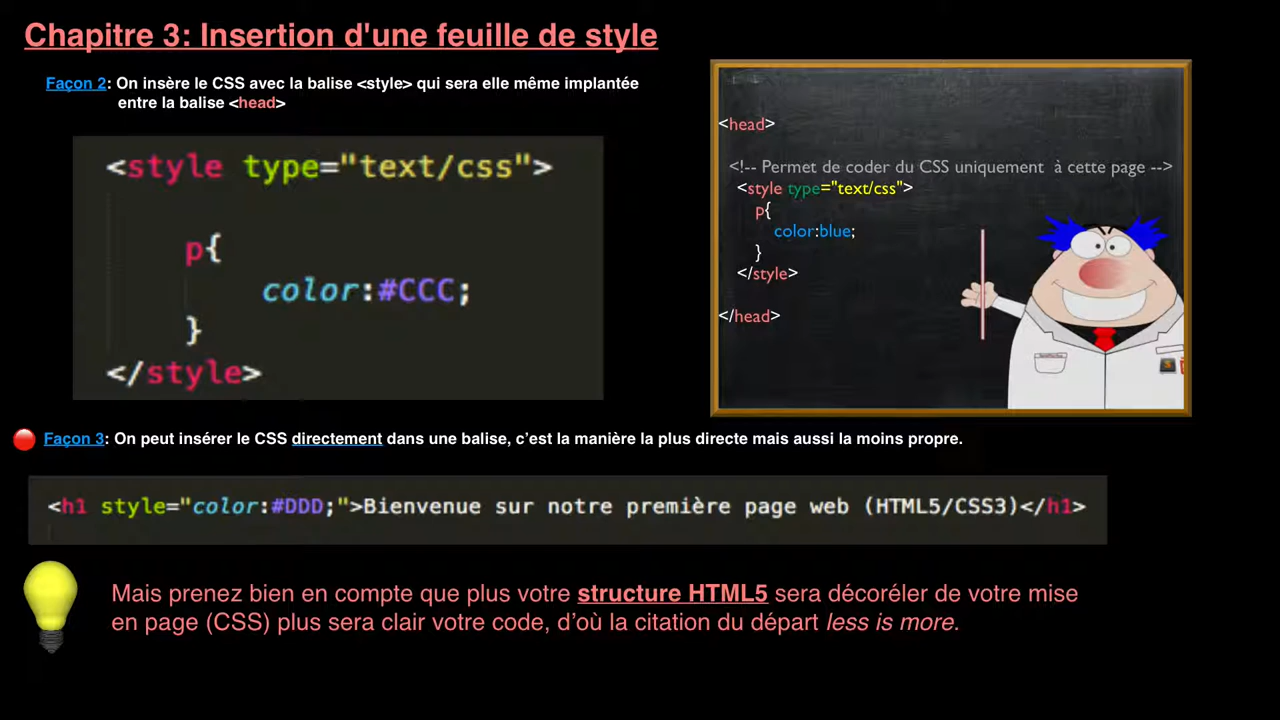 Chapitre 3: Insertion d'une feuille de style
Façon 2: On insère le CSS avec la balise <style> qui sera elle même implantée
entre la balise <head>
<style type="text/css">
p{
color:#CCC;
}
</style>
<head>
<!-- Permet de coder du CSS uniquement à cette page -->
<style type="text/css">
p{
color:blue;
}
</style>
</head>
Façon 3: On peut insérer le CSS directement dans une balise, c’est la manière la plus directe mais aussi la moins propre.
<h1 style="color:#DDD;">Bienvenue sur notre première page web (HTML5/CSS3)</h1>
Mais prenez bien en compte que plus votre structure HTML5 sera décoréler de votre mise
en page (CSS) plus sera clair votre code, d’où la citation du départ less is more.